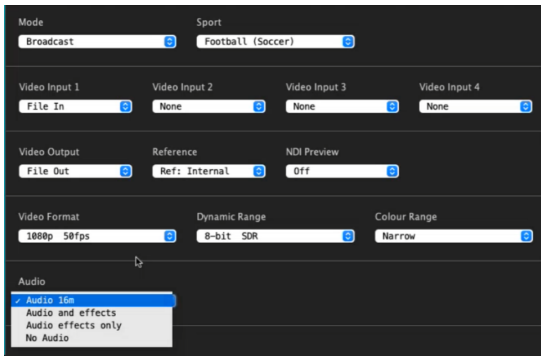 Mode Sport
Broadcast Football (Soccer)
Video Input 1 Video Input 2 Video Input 3 Video Input 4
File In None None None
Video Output Reference NDI Preview
File Out Ref: Internal Off
Video Format Dynamic Range Colour Range
1080p 50fps 8-bit SDR Narrow
Audio
✓ Audio 16m
Audio and effects
Audio effects only
No Audio